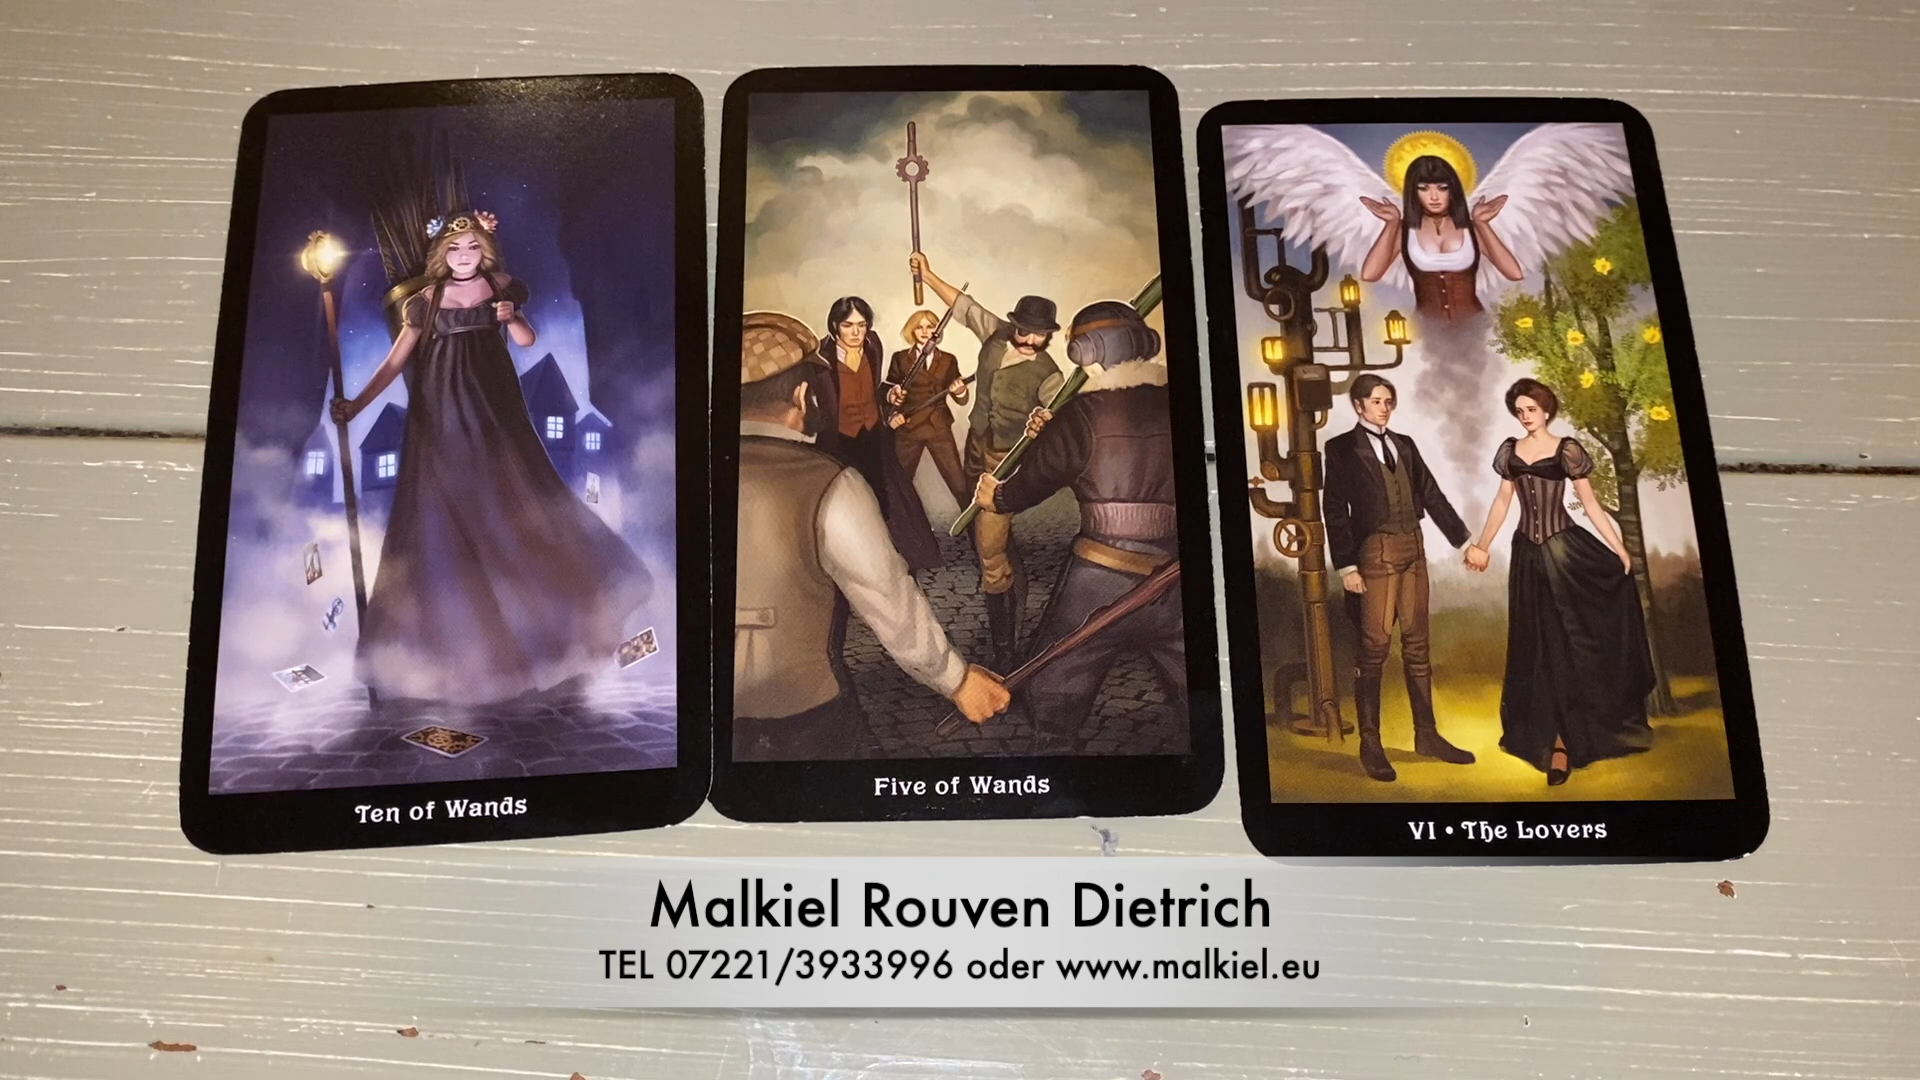 Ten of Wands
Five of Wands
VI • The Lovers
Malkiel Rouven Dietrich
TEL 07221/3933996 oder www.malkiel.eu